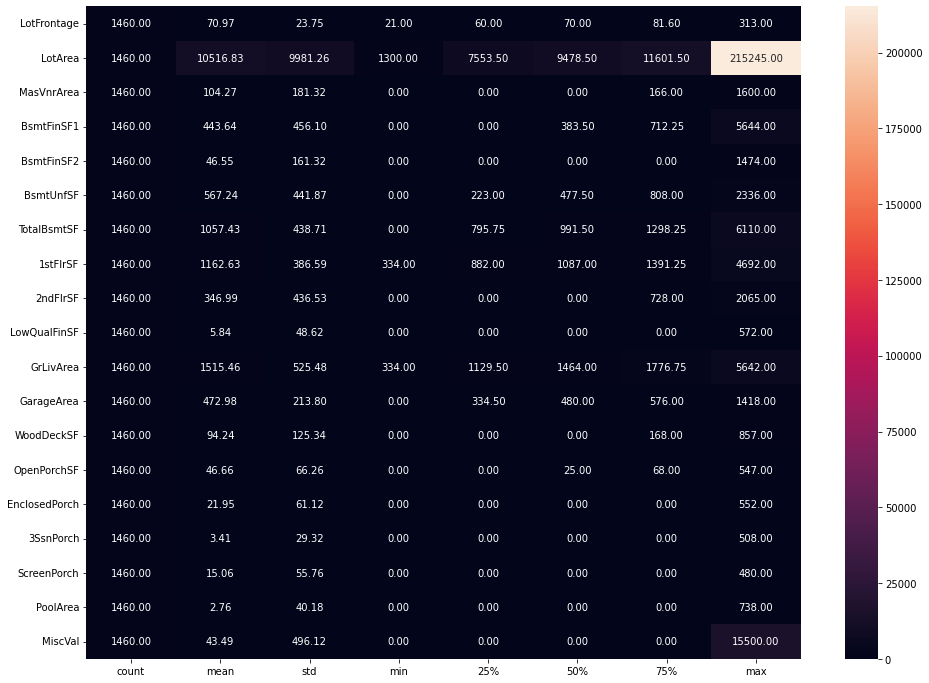 LotFrontage 1460.00 70.97 23.75 21.00 60.00 70.00 81.60 313.00
LotArea 1460.00 10516.83 9981.26 1300.00 7553.50 9478.50 11601.50 215245.00
MasVnrArea 1460.00 104.27 181.32 0.00 0.00 0.00 166.00 1600.00
BsmtFinSF1 1460.00 443.64 456.10 0.00 0.00 383.50 712.25 5644.00
BsmtFinSF2 1460.00 46.55 161.32 0.00 0.00 0.00 0.00 1474.00
BsmtUnfSF 1460.00 567.24 441.87 0.00 223.00 477.50 808.00 2336.00
TotalBsmtSF 1460.00 1057.43 438.71 0.00 795.75 991.50 1298.25 6110.00
1stFlrSF 1460.00 1162.63 386.59 334.00 882.00 1087.00 1391.25 4692.00
2ndFlrSF 1460.00 346.99 436.53 0.00 0.00 0.00 728.00 2065.00
LowQualFinSF 1460.00 5.84 48.62 0.00 0.00 0.00 0.00 572.00
GrLivArea 1460.00 1515.46 525.48 334.00 1129.50 1464.00 1776.75 5642.00
GarageArea 1460.00 472.98 213.80 0.00 334.50 480.00 576.00 1418.00
WoodDeckSF 1460.00 94.24 125.34 0.00 0.00 0.00 168.00 857.00
OpenPorchSF 1460.00 46.66 66.26 0.00 0.00 25.00 68.00 547.00
EnclosedPorch 1460.00 21.95 61.12 0.00 0.00 0.00 0.00 552.00
3SsnPorch 1460.00 3.41 29.32 0.00 0.00 0.00 0.00 508.00
ScreenPorch 1460.00 15.06 55.76 0.00 0.00 0.00 0.00 480.00
PoolArea 1460.00 2.76 40.18 0.00 0.00 0.00 0.00 738.00
MiscVal 1460.00 43.49 496.12 0.00 0.00 0.00 0.00 15500.00
count mean std min 25% 50% 75% max
200000
175000
150000
125000
100000
75000
50000
25000
0